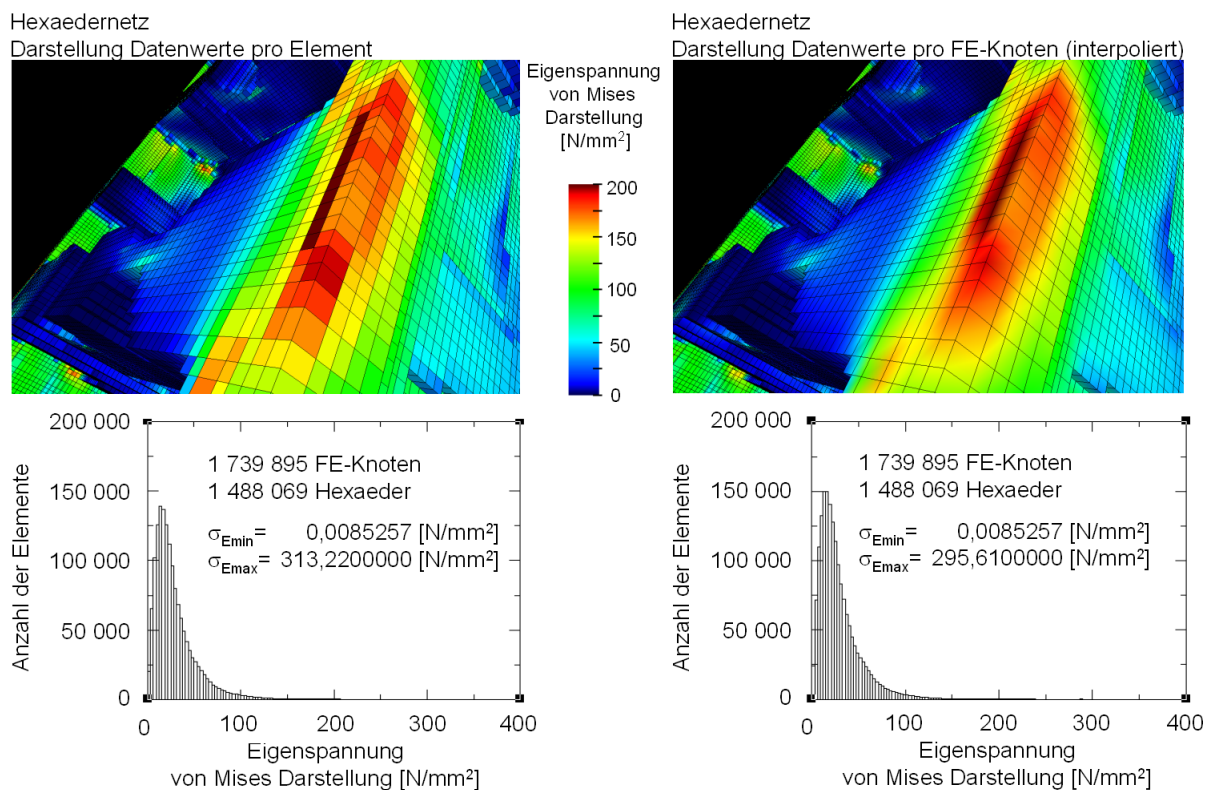 Hexaedernetz
Darstellung Datenwerte pro Element
Eigenspannung
von Mises
Darstellung
[N/mm²]
200
150
100
50
0
Hexaedernetz
Darstellung Datenwerte pro FE-Knoten (interpoliert)
200 000
150 000
100 000
50 000
0
Anzahl der Elemente
1 739 895 FE-Knoten
1 488 069 Hexaeder
σEmin= 0,0085257 [N/mm²]
σEmax= 313,2200000 [N/mm²]
0 100 200 300 400
Eigenspannung
von Mises Darstellung [N/mm²]
200 000
150 000
100 000
50 000
0
Anzahl der Elemente
1 739 895 FE-Knoten
1 488 069 Hexaeder
σEmin= 0,0085257 [N/mm²]
σEmax= 295,6100000 [N/mm²]
0 100 200 300 400
Eigenspannung
von Mises Darstellung [N/mm²]